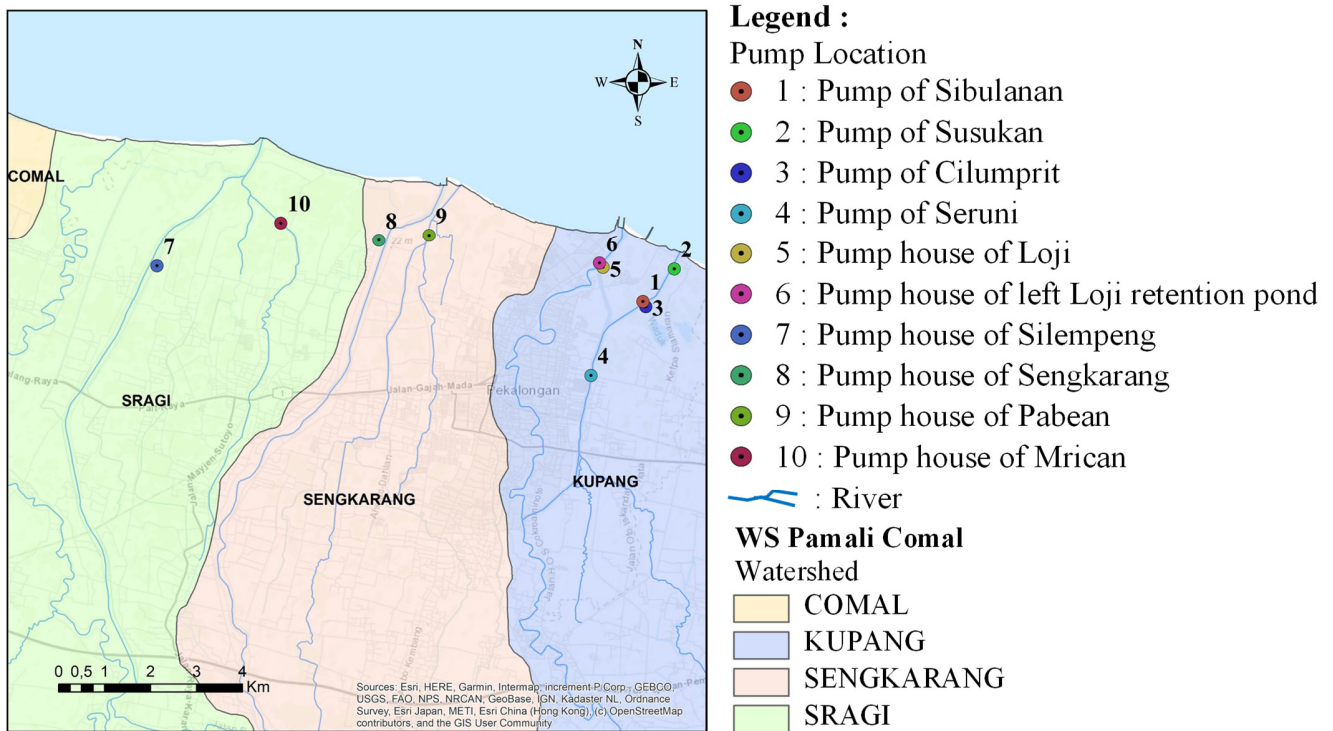 N
W
E
S
COMAL
10
9
8
7
6
5
2
1
3
4
22 m
Jalan-Gajah-Mada
Pekalongan
1
SRAGI
SENGKARANG
KUPANG
0 0,5 1 2 3 4
Km
Sources: Esri, HERE, Garmin, Intermap, increment P Corp., GEBCO,
USGS, FAO, NPS, NRCAN, GeoBase, IGN, Kadaster NL, Ordnance
Survey, Esri Japan, METI, Esri China (Hong Kong), (c) OpenStreetMap
contributors, and the GIS User Community
Legend :
Pump Location
1 : Pump of Sibulanan
2 : Pump of Susukan
3 : Pump of Cilumprit
4 : Pump of Seruni
5 : Pump house of Loji
6 : Pump house of left Loji retention pond
7 : Pump house of Silempeng
8 : Pump house of Sengkarang
9 : Pump house of Pabean
10 : Pump house of Mrican
: River
WS Pamali Comal
Watershed
COMAL
KUPANG
SENGKARANG
SRAGI